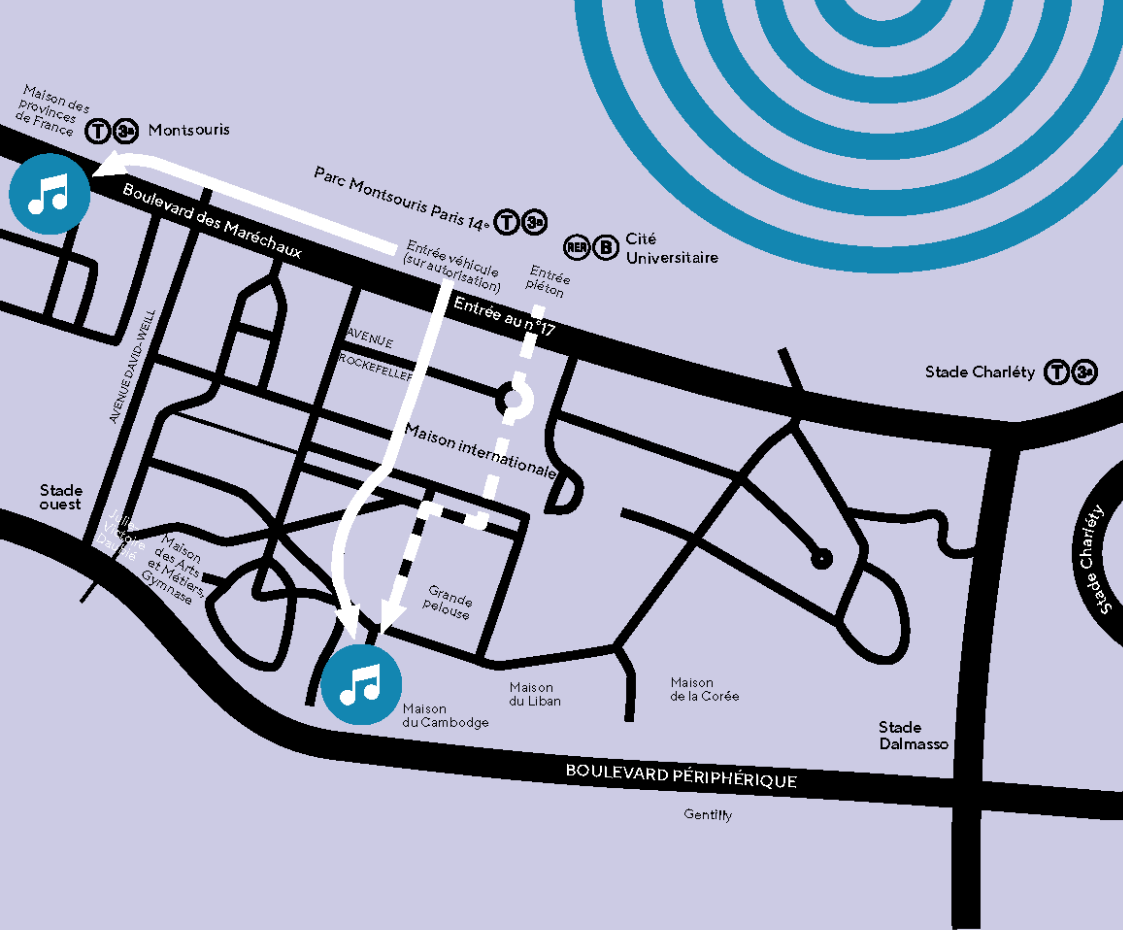 Maison des
provinces
de France
T 3a Montsouris
Boulevard des Maréchaux
Parc Montsouris Paris 14e T 3a
RER B Cité
Universitaire
Entrée véhicule
(sur autorisation)
Entrée
piéton
Entrée au n°17
AVENUE
ROCKEFELLER
AVENUE DAVID-WEILL
Stade Charléty T 3a
Maison internationale
Stade
ouest
Julie
Victoire
Daubié
Maison
des Arts
et Métiers,
Gymnase
Grande
pelouse
Stade Charléty
Maison
du Cambodge
Maison
du Liban
Maison
de la Corée
Stade
Dalmasso
BOULEVARD PÉRIPHÉRIQUE
Gentilly